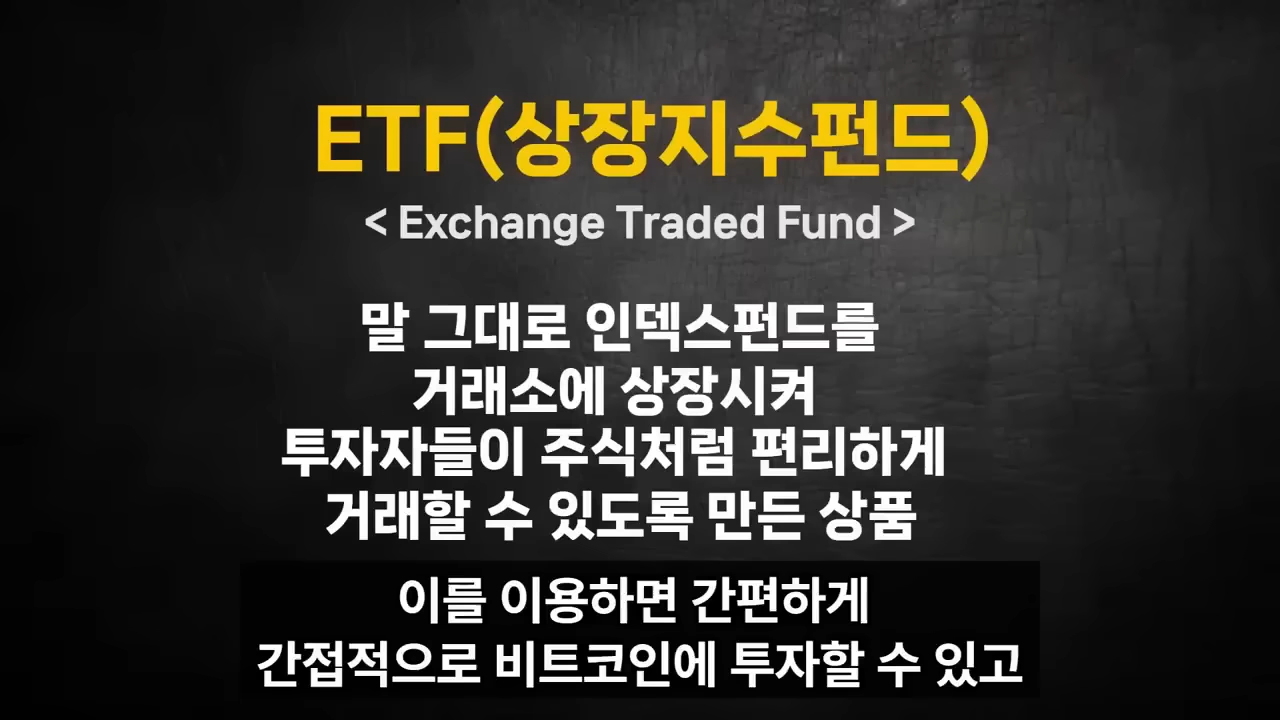 ETF(상장지수펀드)
< Exchange Traded Fund >
말 그대로 인덱스펀드를
거래소에 상장시켜
투자자들이 주식처럼 편리하게
거래할 수 있도록 만든 상품
이를 이용하면 간편하게
간접적으로 비트코인에 투자할 수 있고